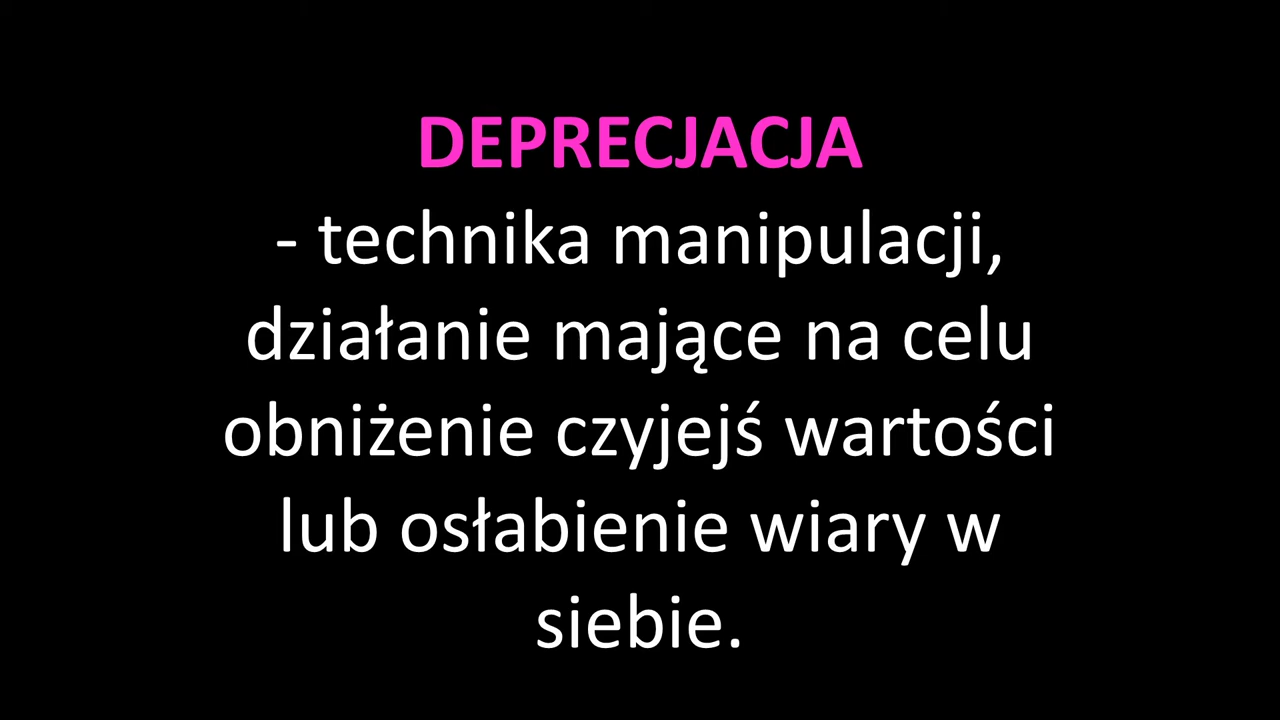 DEPRECJACJA
- technika manipulacji,
działanie mające na celu
obniżenie czyjejś wartości
lub osłabienie wiary w
siebie.